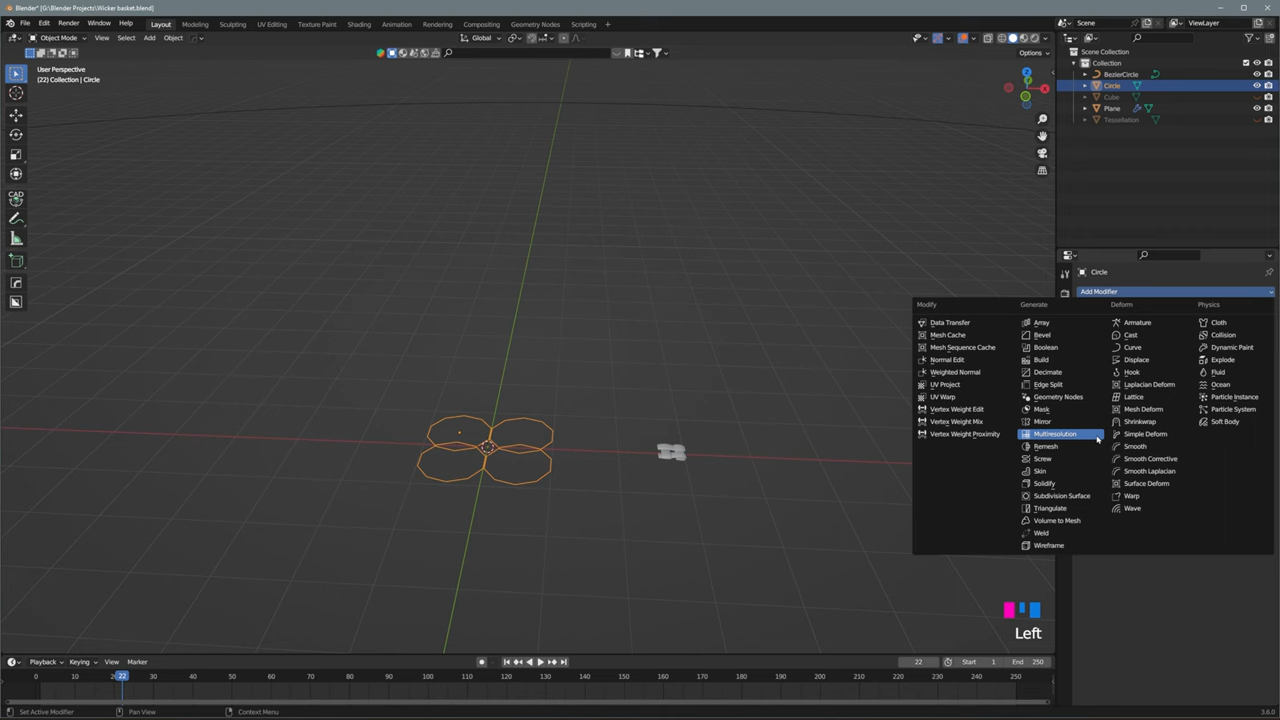 Blender* [G:\Blender Projects\Wicker basket.blend]
File Edit Render Window Help Layout Modeling Sculpting UV Editing Texture Paint Shading Animation Rendering Compositing Geometry Nodes Scripting + Scene ViewLayer
Object Mode View Select Add Object Global
Options
User Perspective
(22) Collection | Circle
Z
X
CAD
Scene Collection
Collection
BezierCircle
Circle
Cube
Plane
Tessellation
Circle
Add Modifier
Modify Generate Deform Physics
Data Transfer Array Armature Cloth
Mesh Cache Bevel Cast Collision
Mesh Sequence Cache Boolean Curve Dynamic Paint
Normal Edit Build Displace Explode
Weighted Normal Decimate Hook Fluid
UV Project Edge Split Laplacian Deform Ocean
UV Warp Geometry Nodes Lattice Particle Instance
Vertex Weight Edit Mask Mesh Deform Particle System
Vertex Weight Mix Mirror Shrinkwrap Soft Body
Vertex Weight Proximity Multiresolution Simple Deform
Remesh Smooth
Screw Smooth Corrective
Skin Smooth Laplacian
Solidify Surface Deform
Subdivision Surface Warp
Triangulate Wave
Volume to Mesh
Weld
Wireframe
Left
Playback Keying View Marker 22 Start 1 End 250
0 10 22 30 40 50 60 70 80 90 100 110 120 130 140 150 160 170 180 190 200 210 220 230 240 250
Set Active Modifier Pan View Context Menu 3.6.0